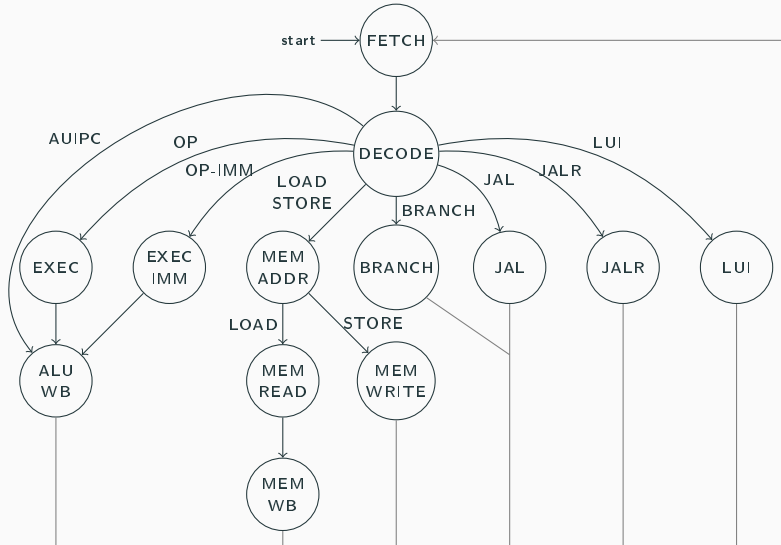 start
FETCH
DECODE
AUIPC
OP
OP-IMM
LOAD
STORE
BRANCH
JAL
JALR
LUI
EXEC
EXEC
IMM
MEM
ADDR
BRANCH
JAL
JALR
LUI
LOAD
STORE
ALU
WB
MEM
READ
MEM
WRITE
MEM
WB